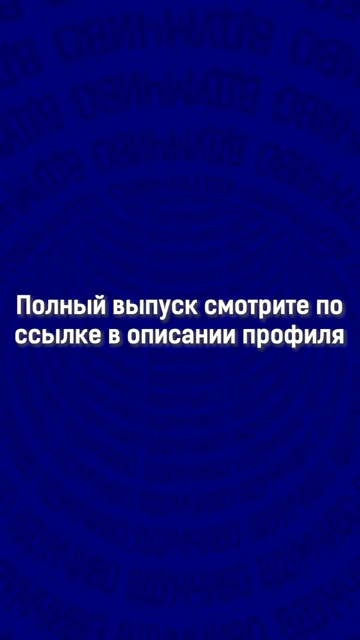 Полный выпуск смотрите по
ссылке в описании профиля